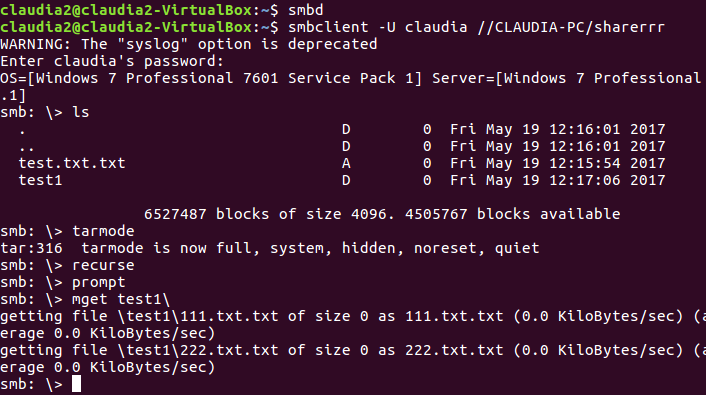 claudia2@claudia2-VirtualBox:~$ smbd
claudia2@claudia2-VirtualBox:~$ smbclient -U claudia //CLAUDIA-PC/sharerrr
WARNING: The "syslog" option is deprecated
Enter claudia's password:
OS=[Windows 7 Professional 7601 Service Pack 1] Server=[Windows 7 Professional
.1]
smb: \> ls
. D 0 Fri May 19 12:16:01 2017
.. D 0 Fri May 19 12:16:01 2017
test.txt.txt A 0 Fri May 19 12:15:54 2017
test1 D 0 Fri May 19 12:17:06 2017
6527487 blocks of size 4096. 4505767 blocks available
smb: \> tarmode
tar:316 tarmode is now full, system, hidden, noreset, quiet
smb: \> recurse
smb: \> prompt
smb: \> mget test1\
getting file \test1\111.txt.txt of size 0 as 111.txt.txt (0.0 KiloBytes/sec) (a
erage 0.0 KiloBytes/sec)
getting file \test1\222.txt.txt of size 0 as 222.txt.txt (0.0 KiloBytes/sec) (a
erage 0.0 KiloBytes/sec)
smb: \>